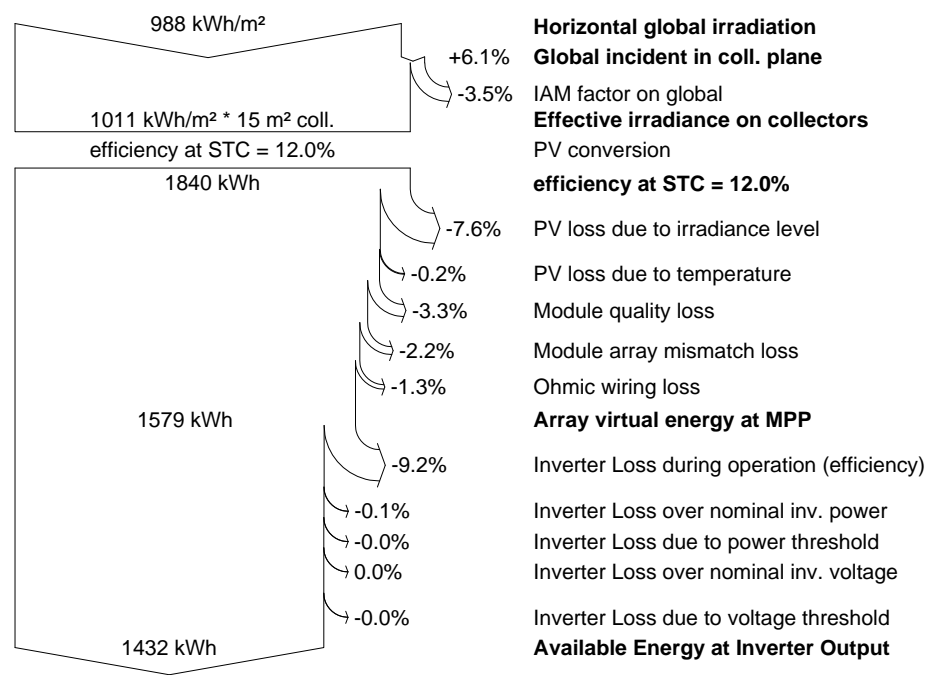 988 kWh/m² Horizontal global irradiation
+6.1% Global incident in coll. plane
-3.5% IAM factor on global
1011 kWh/m² * 15 m² coll. Effective irradiance on collectors
efficiency at STC = 12.0% PV conversion
1840 kWh efficiency at STC = 12.0%
-7.6% PV loss due to irradiance level
-0.2% PV loss due to temperature
-3.3% Module quality loss
-2.2% Module array mismatch loss
-1.3% Ohmic wiring loss
1579 kWh Array virtual energy at MPP
-9.2% Inverter Loss during operation (efficiency)
-0.1% Inverter Loss over nominal inv. power
-0.0% Inverter Loss due to power threshold
0.0% Inverter Loss over nominal inv. voltage
-0.0% Inverter Loss due to voltage threshold
1432 kWh Available Energy at Inverter Output